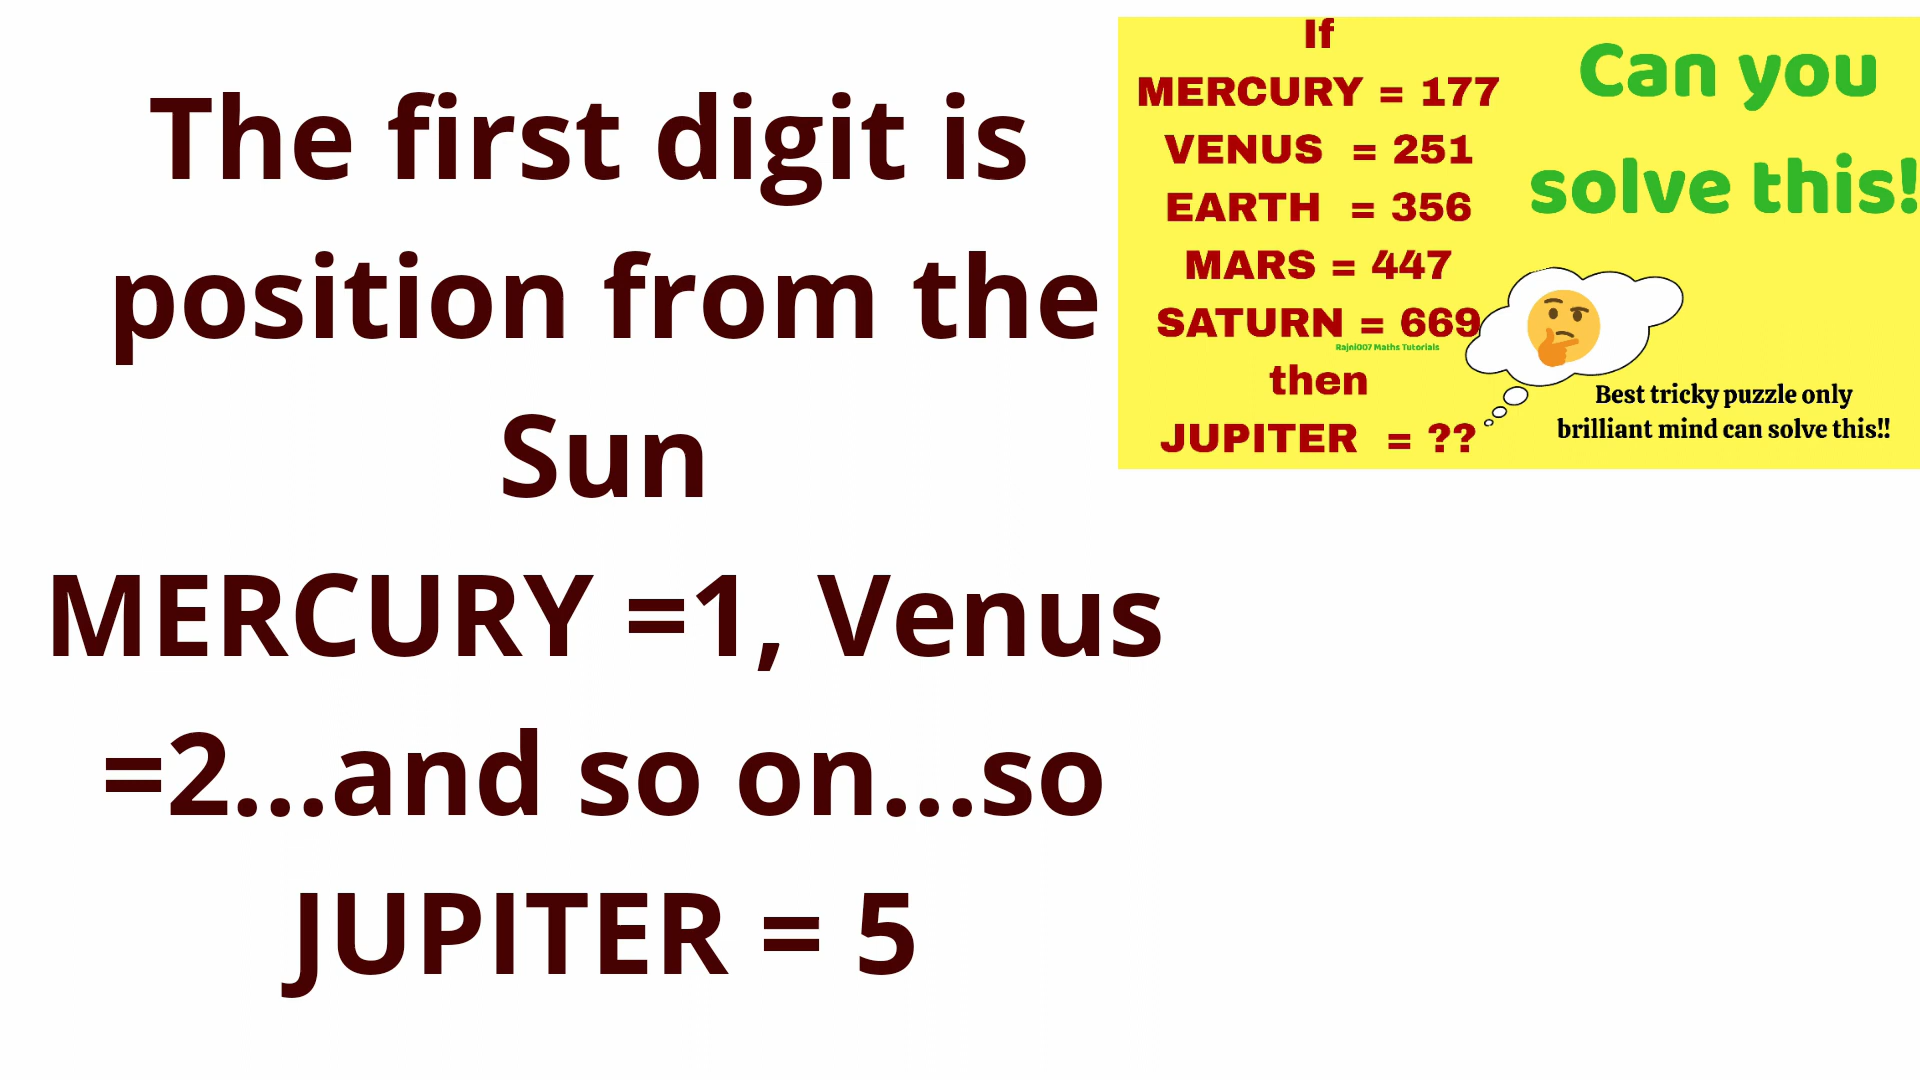 The first digit is
position from the
Sun
MERCURY =1, Venus
=2...and so on...so
JUPITER = 5
If
MERCURY = 177
VENUS = 251
EARTH = 356
MARS = 447
SATURN = 669
Rajni007 Maths Tutorials
then
JUPITER = ??
Can you
solve this!
Best tricky puzzle only
brilliant mind can solve this!!